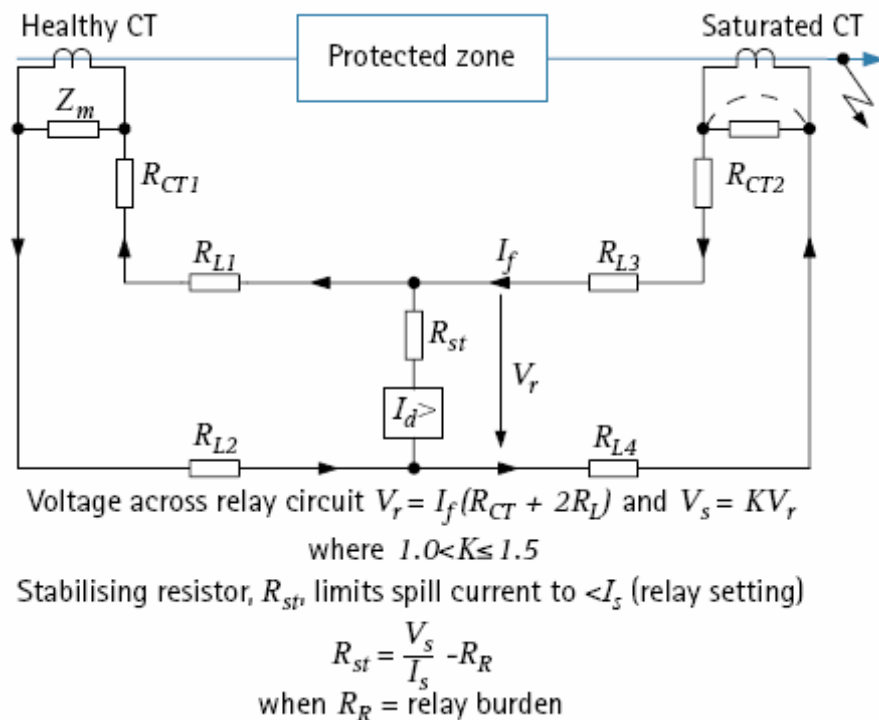 Healthy CT
Protected zone
Saturated CT
Z_m
R_CT1
R_CT2
R_L1
I_f
R_L3
R_st
V_r
I_d>
R_L2
R_L4
Voltage across relay circuit V_r = I_f(R_CT + 2R_L) and V_s = KV_r
where 1.0<K≤1.5
Stabilising resistor, R_st, limits spill current to <I_s (relay setting)
R_st = V_s/I_s -R_R
when R_R = relay burden